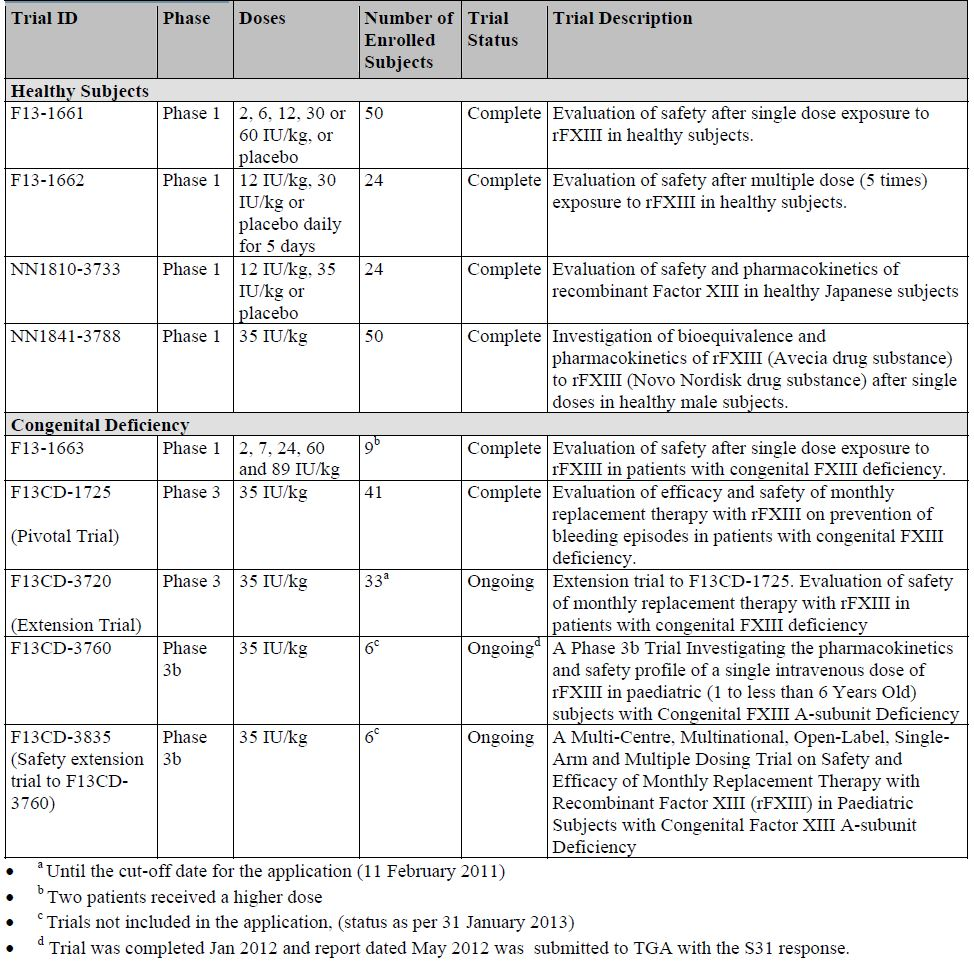 Trial ID Phase Doses Number of Enrolled Subjects Trial Status Trial Description
Healthy Subjects
F13-1661 Phase 1 2, 6, 12, 30 or 50 Complete Evaluation of safety after single dose exposure to
60 IU/kg, or rFXIII in healthy subjects.
placebo
F13-1662 Phase 1 12 IU/kg, 30 24 Complete Evaluation of safety after multiple dose (5 times)
IU/kg or exposure to rFXIII in healthy subjects.
placebo daily
for 5 days
NN1810-3733 Phase 1 12 IU/kg, 35 24 Complete Evaluation of safety and pharmacokinetics of
IU/kg or recombinant Factor XIII in healthy Japanese subjects
placebo
NN1841-3788 Phase 1 35 IU/kg 50 Complete Investigation of bioequivalence and
pharmacokinetics of rFXIII (Avecia drug substance)
to rFXIII (Novo Nordisk drug substance) after single
doses in healthy male subjects.
Congenital Deficiency
F13-1663 Phase 1 2, 7, 24, 60 9b Complete Evaluation of safety after single dose exposure to
and 89 IU/kg rFXIII in patients with congenital FXIII deficiency.
F13CD-1725 Phase 3 35 IU/kg 41 Complete Evaluation of efficacy and safety of monthly
replacement therapy with rFXIII on prevention of
(Pivotal Trial) bleeding episodes in patients with congenital FXIII
deficiency.
F13CD-3720 Phase 3 35 IU/kg 33a Ongoing Extension trial to F13CD-1725. Evaluation of safety
of monthly replacement therapy with rFXIII in
(Extension Trial) patients with congenital FXIII deficiency
F13CD-3760 Phase 35 IU/kg 6c Ongoingd A Phase 3b Trial Investigating the pharmacokinetics
3b and safety profile of a single intravenous dose of
rFXIII in paediatric (1 to less than 6 Years Old)
subjects with Congenital FXIII A-subunit Deficiency
F13CD-3835 Phase 35 IU/kg 6c Ongoing A Multi-Centre, Multinational, Open-Label, Single-
(Safety extension 3b Arm and Multiple Dosing Trial on Safety and
trial to F13CD- Efficacy of Monthly Replacement Therapy with
3760) Recombinant Factor XIII (rFXIII) in Paediatric
Subjects with Congenital Factor XIII A-subunit
Deficiency
• a Until the cut-off date for the application (11 February 2011)
• b Two patients received a higher dose
• c Trials not included in the application, (status as per 31 January 2013)
• d Trial was completed Jan 2012 and report dated May 2012 was submitted to TGA with the S31 response.